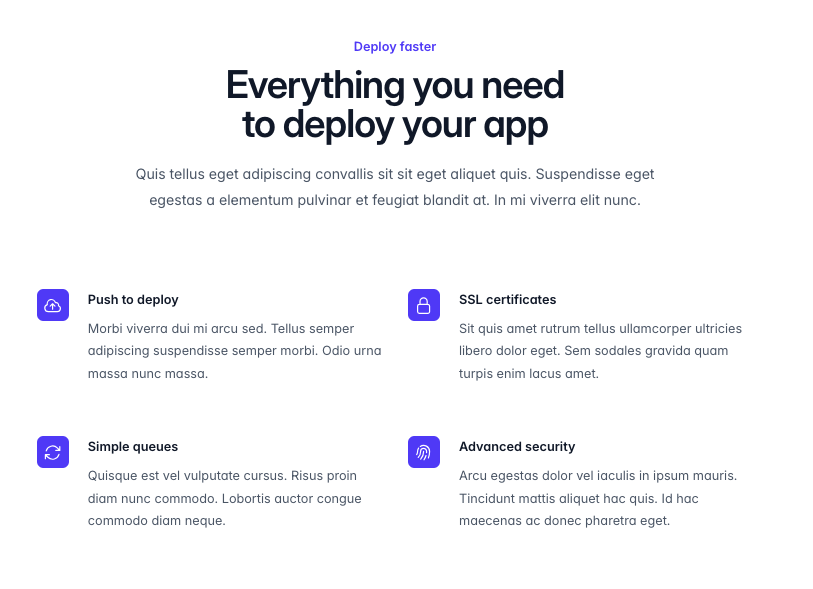 Deploy faster
Everything you need
to deploy your app
Quis tellus eget adipiscing convallis sit sit eget aliquet quis. Suspendisse eget
egestas a elementum pulvinar et feugiat blandit at. In mi viverra elit nunc.
Push to deploy
Morbi viverra dui mi arcu sed. Tellus semper
adipiscing suspendisse semper morbi. Odio urna
massa nunc massa.
SSL certificates
Sit quis amet rutrum tellus ullamcorper ultricies
libero dolor eget. Sem sodales gravida quam
turpis enim lacus amet.
Simple queues
Quisque est vel vulputate cursus. Risus proin
diam nunc commodo. Lobortis auctor congue
commodo diam neque.
Advanced security
Arcu egestas dolor vel iaculis in ipsum mauris.
Tincidunt mattis aliquet hac quis. Id hac
maecenas ac donec pharetra eget.